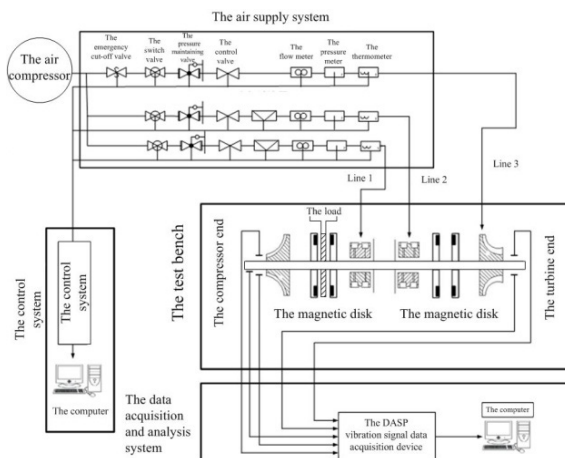 The air supply system
The air
compressor
The
emergency
cut-off valve
The
switch
valve
The
pressure
maintaining
valve
The
control
valve
The
flow meter
The
pressure
meter
The
thermometer
Line 1
Line 2
Line 3
The control
system
The control
system
The computer
The test bench
The compressor end
The load
The magnetic disk
The magnetic disk
The turbine end
The data
acquisition
and analysis
system
The DASP
vibration signal data
acquisition device
The computer